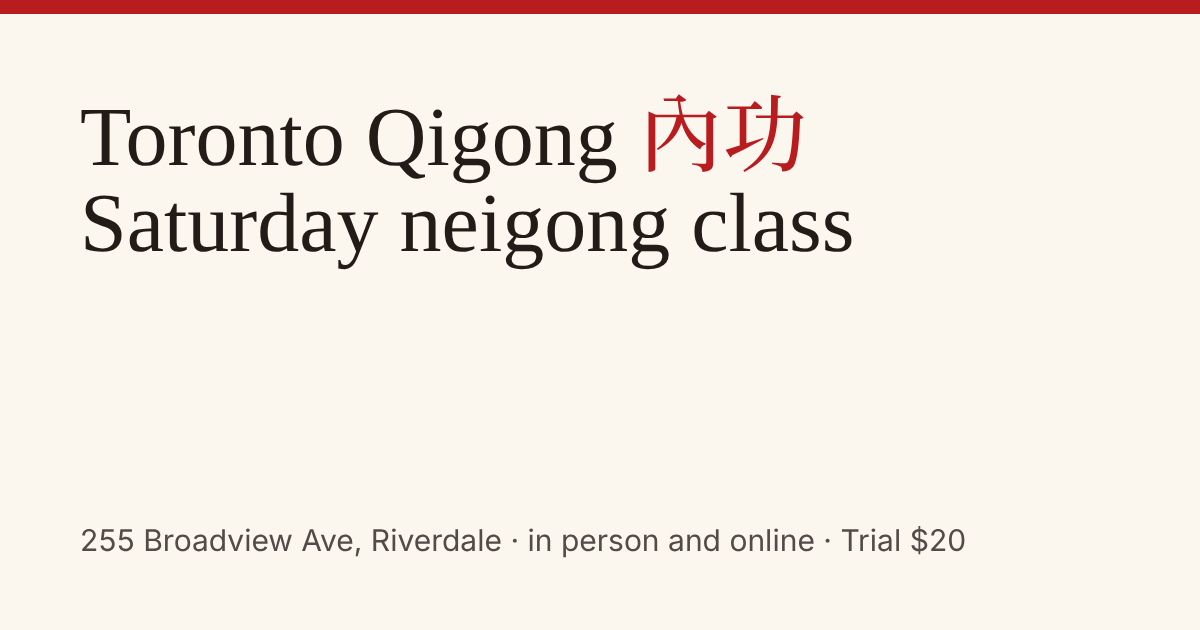 Toronto Qigong 內功
Saturday neigong class
255 Broadview Ave, Riverdale · in person and online · Trial $20